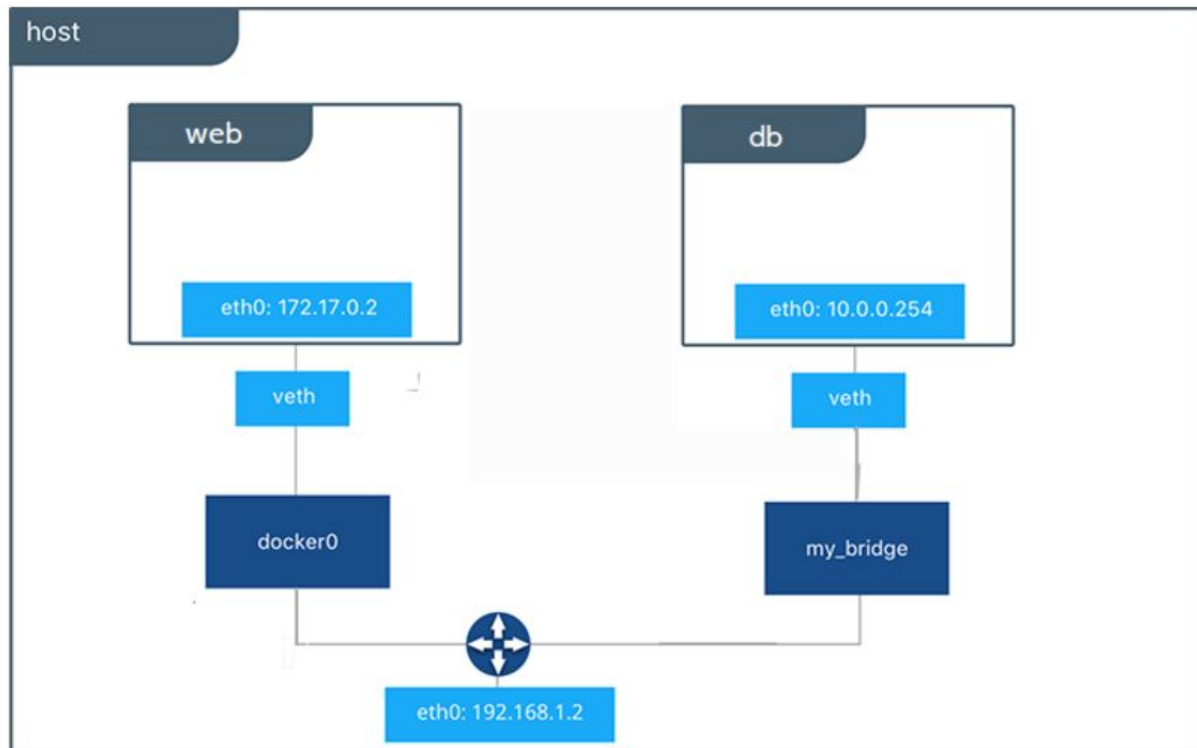 host
web
db
eth0: 172.17.0.2
eth0: 10.0.0.254
veth
veth
docker0
my_bridge
eth0: 192.168.1.2